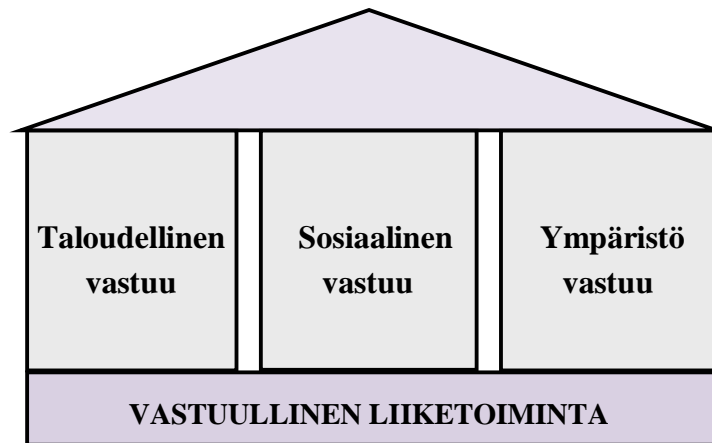 Taloudellinen
vastuu
Sosiaalinen
vastuu
Ympäristö
vastuu
VASTUULLINEN LIIKETOIMINTA